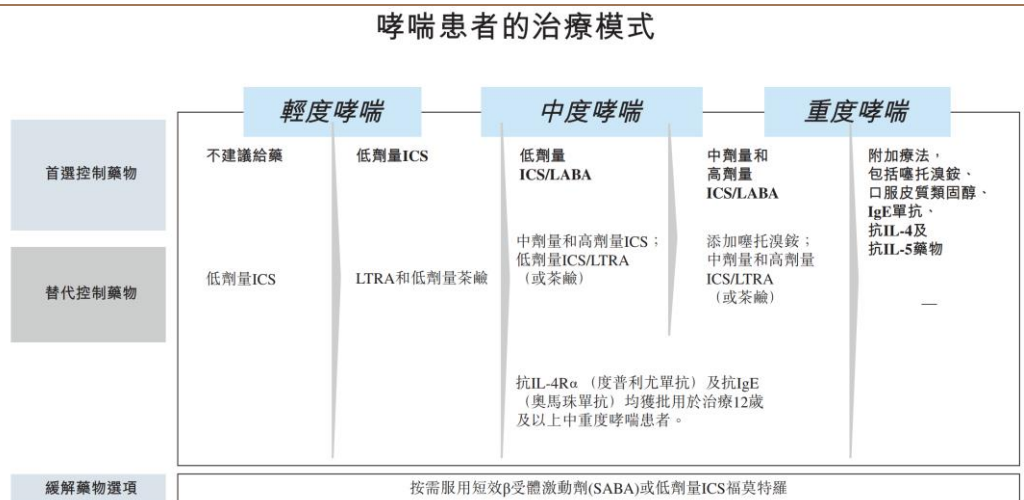 哮喘患者的治療模式
輕度哮喘
中度哮喘
重度哮喘
首選控制藥物
不建議給藥
低劑量ICS
低劑量
ICS/LABA
中劑量和
高劑量
ICS/LABA
附加療法，
包括噻托溴銨、
口服皮質類固醇、
IgE單抗、
抗IL-4及
抗IL-5藥物
替代控制藥物
低劑量ICS
LTRA和低劑量茶鹼
中劑量和高劑量ICS；
低劑量ICS/LTRA
（或茶鹼）
添加噻托溴銨；
中劑量和高劑量
ICS/LTRA
（或茶鹼）
—
抗IL-4Rα （度普利尤單抗）及抗IgE
（奧馬珠單抗）均獲批用於治療12歲
及以上中重度哮喘患者。
緩解藥物選項
按需服用短效β受體激動劑(SABA)或低劑量ICS福莫特羅